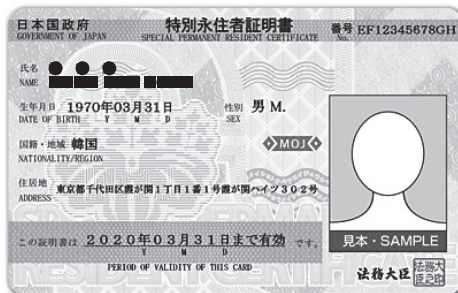 日本国政府 特別永住者証明書 番号 EF12345678GH
GOVERNMENT OF JAPAN SPECIAL PERMANENT RESIDENT CERTIFICATE No.
氏名
NAME
生年月日 1970年03月31日 性別 男 M.
DATE OF BIRTH Y M D SEX
国籍・地域 韓国 MOJ
NATIONALITY/REGION
住居地 東京都千代田区霞が関1丁目1番1号霞が関ハイツ302号
ADDRESS
この証明書は 2020年03月31日まで有効 です。
Y M D
PERIOD OF VALIDITY OF THIS CARD
見本・SAMPLE
法務大臣